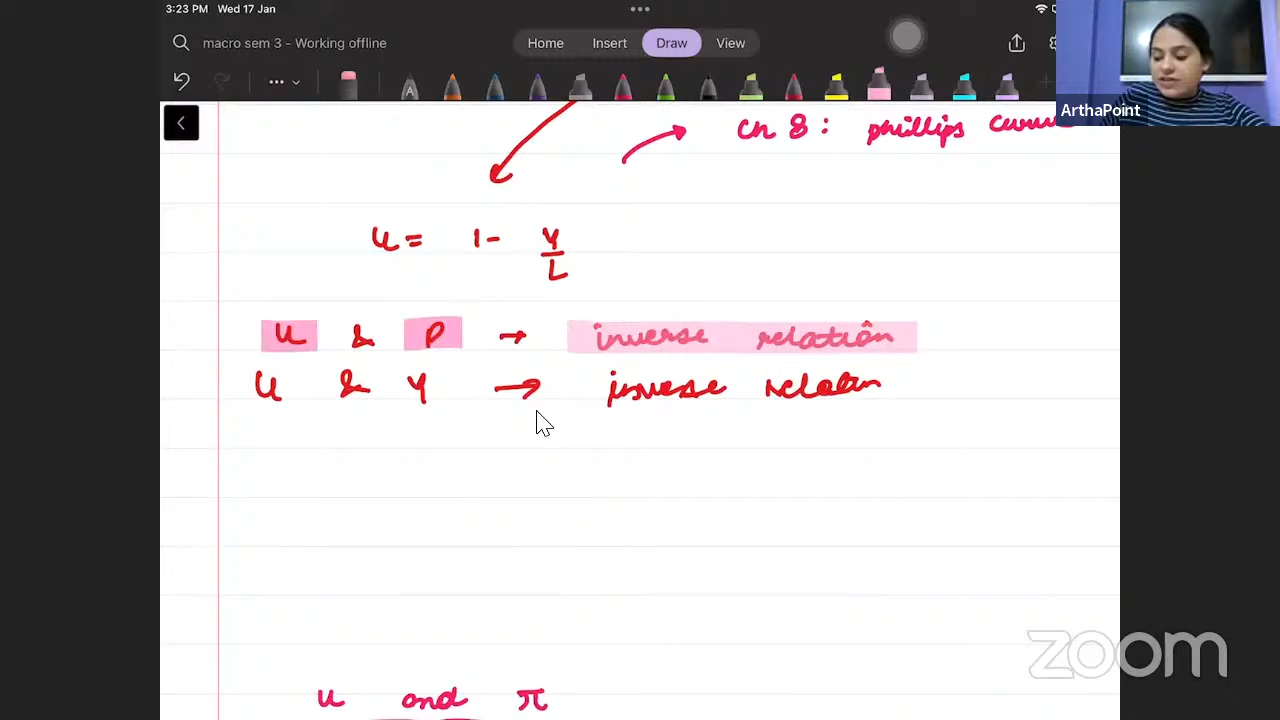 3:23 PM Wed 17 Jan
macro sem 3 - Working offline
Home Insert Draw View
A
ArthaPoint
Ch 8: phillips
u = 1 - Y/L
u & P → inverse relation
u & Y → inverse relatn
u and π
zoom